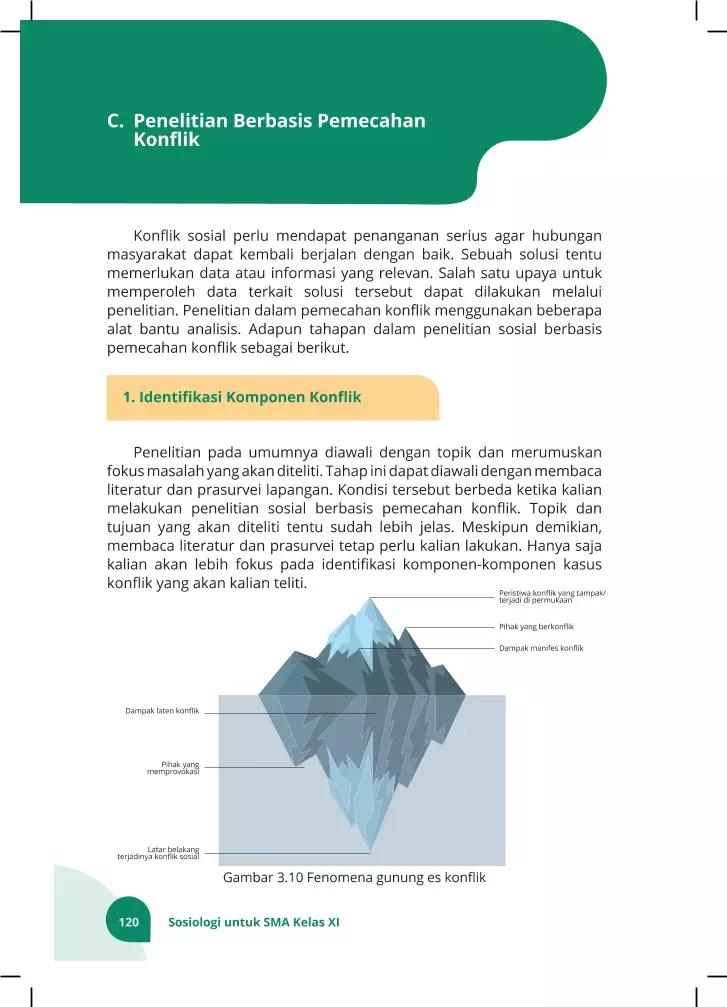 C. Penelitian Berbasis Pemecahan
Konflik
Konflik sosial perlu mendapat penanganan serius agar hubungan
masyarakat dapat kembali berjalan dengan baik. Sebuah solusi tentu
memerlukan data atau informasi yang relevan. Salah satu upaya untuk
memperoleh data terkait solusi tersebut dapat dilakukan melalui
penelitian. Penelitian dalam pemecahan konflik menggunakan beberapa
alat bantu analisis. Adapun tahapan dalam penelitian sosial berbasis
pemecahan konflik sebagai berikut.
1. Identifikasi Komponen Konflik
Penelitian pada umumnya diawali dengan topik dan merumuskan
fokus masalah yang akan diteliti. Tahap ini dapat diawali dengan membaca
literatur dan prasurvei lapangan. Kondisi tersebut berbeda ketika kalian
melakukan penelitian sosial berbasis pemecahan konflik. Topik dan
tujuan yang akan diteliti tentu sudah lebih jelas. Meskipun demikian,
membaca literatur dan prasurvei tetap perlu kalian lakukan. Hanya saja
kalian akan lebih fokus pada identifikasi komponen-komponen kasus
konflik yang akan kalian teliti.
Peristiwa konflik yang tampak/
terjadi di permukaan
Pihak yang berkonflik
Dampak manifes konflik
Dampak laten konflik
Pihak yang
memprovokasi
Latar belakang
terjadinya konflik sosial
Gambar 3.10 Fenomena gunung es konflik
120
Sosiologi untuk SMA Kelas XI